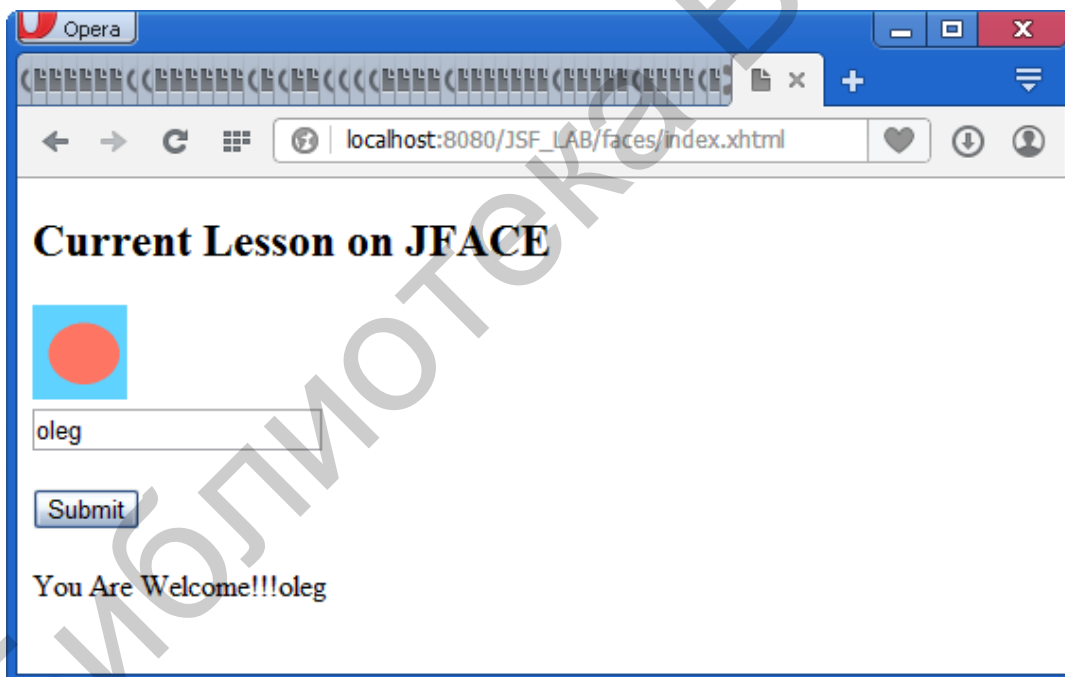 Opera
localhost:8080/JSF_LAB/faces/index.xhtml
Current Lesson on JFACE
oleg
Submit
You Are Welcome!!!oleg